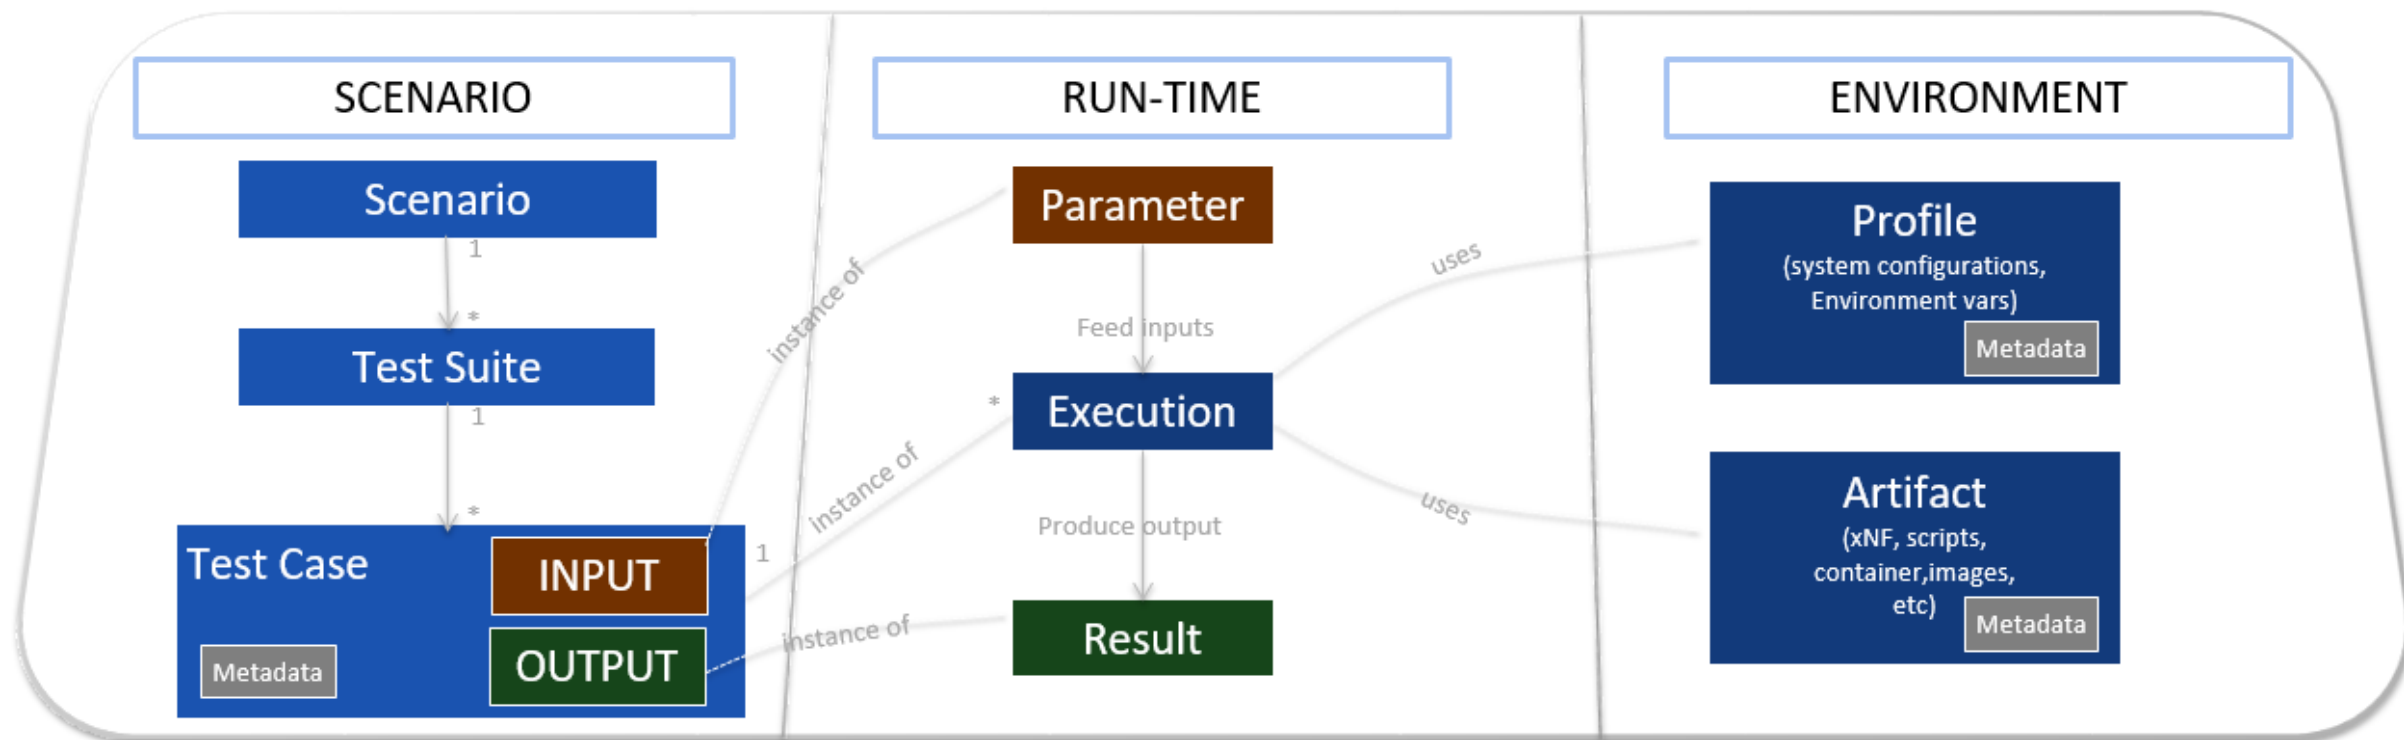 SCENARIO
Scenario
1
*
Test Suite
1
*
Test Case
INPUT
OUTPUT
Metadata
instance of
instance of
instance of
1
*
RUN-TIME
Parameter
Feed inputs
Execution
Produce output
Result
uses
uses
ENVIRONMENT
Profile
(system configurations,
Environment vars)
Metadata
Artifact
(xNF, scripts,
container,images,
etc)
Metadata